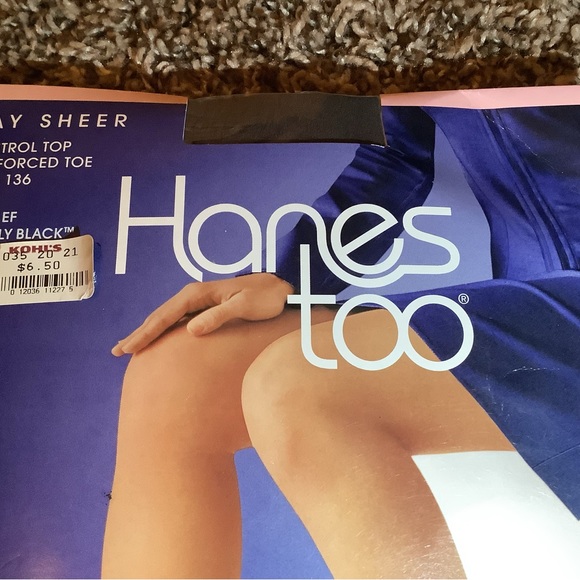 AY SHEER
TROL TOP
FORCED TOE
136
EF
LY BLACK™
KOHL'S
035 20 21
$6.50
0 12036 11227 5
Hanes
too®